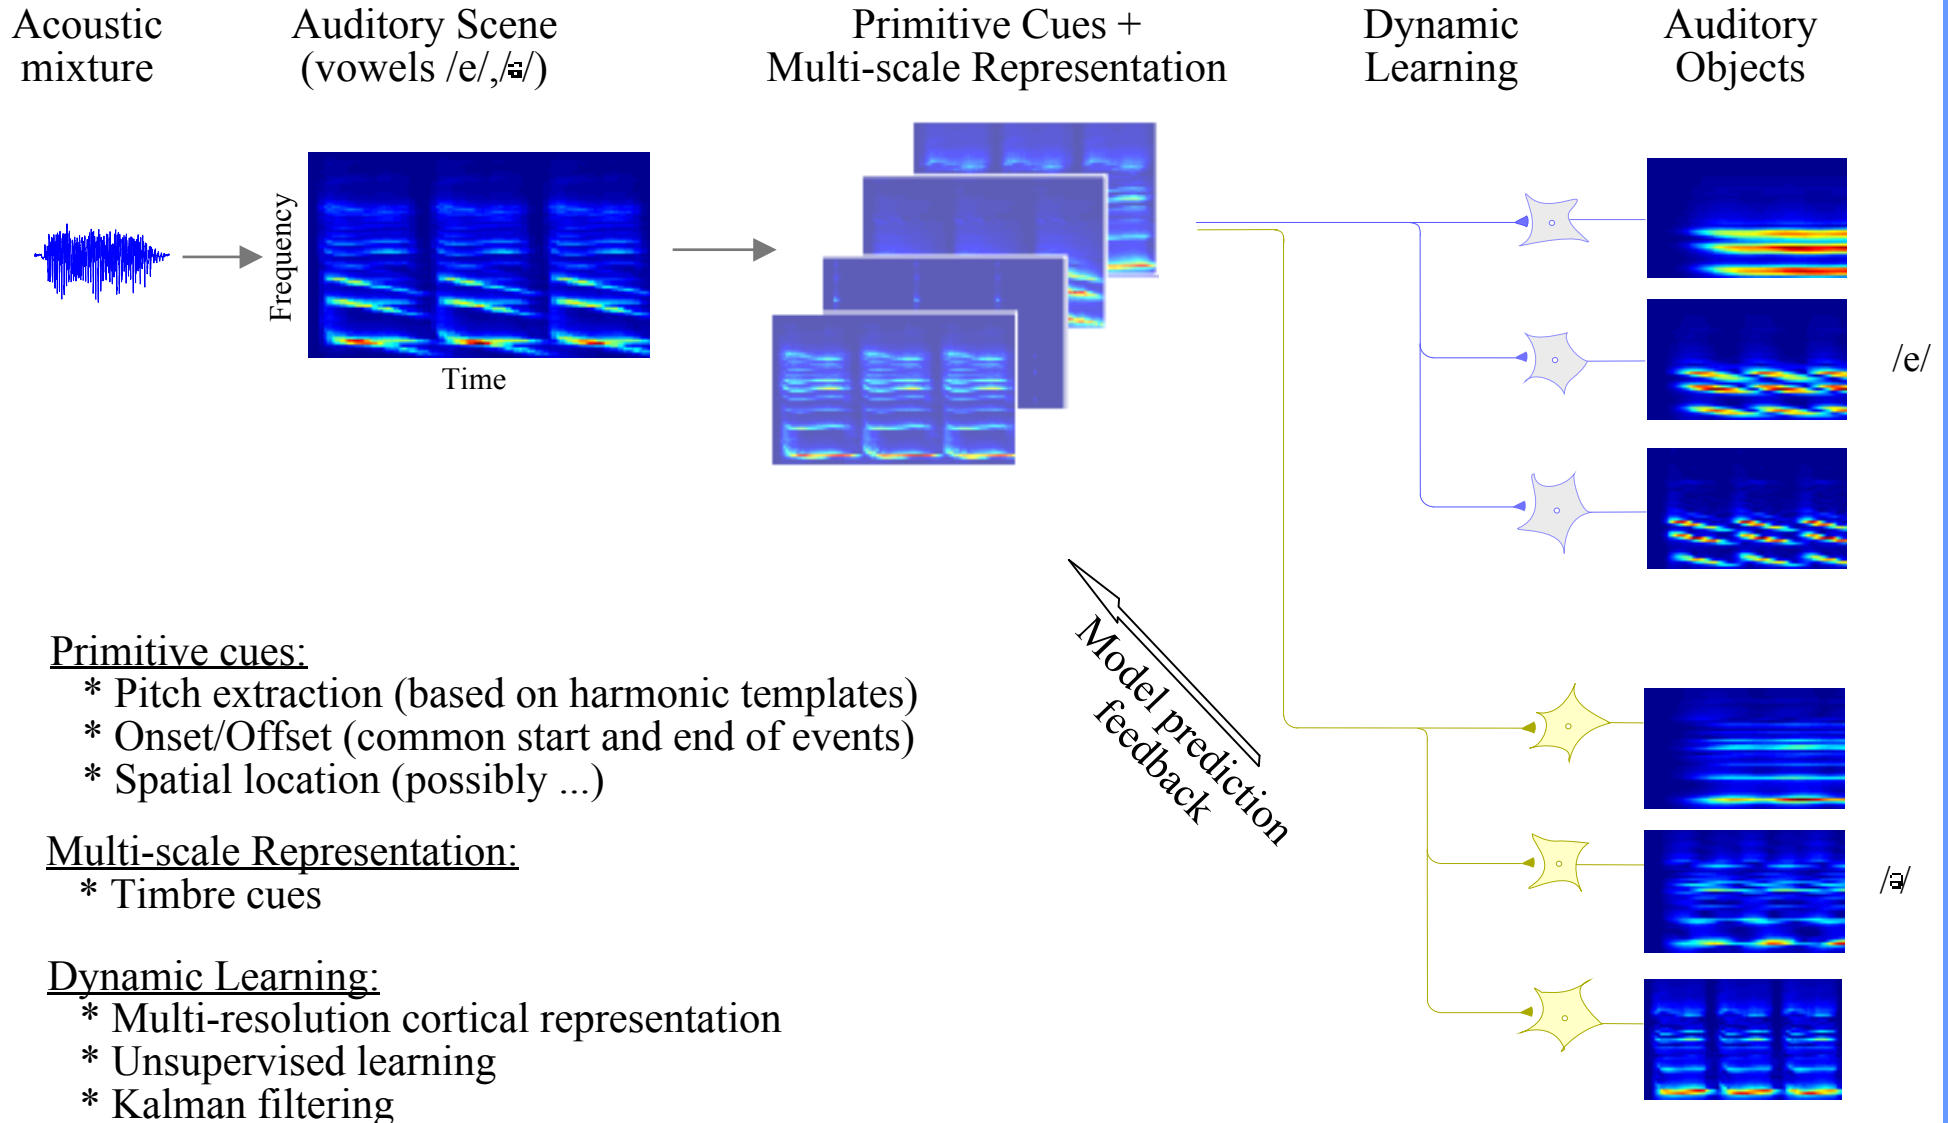 Acoustic
mixture
Auditory Scene
(vowels /e/,/a/)
Primitive Cues +
Multi-scale Representation
Dynamic
Learning
Auditory
Objects
Frequency
Time
/e/
Model prediction
feedback
Primitive cues:
* Pitch extraction (based on harmonic templates)
* Onset/Offset (common start and end of events)
* Spatial location (possibly ...)
Multi-scale Representation:
* Timbre cues
/a/
Dynamic Learning:
* Multi-resolution cortical representation
* Unsupervised learning
* Kalman filtering